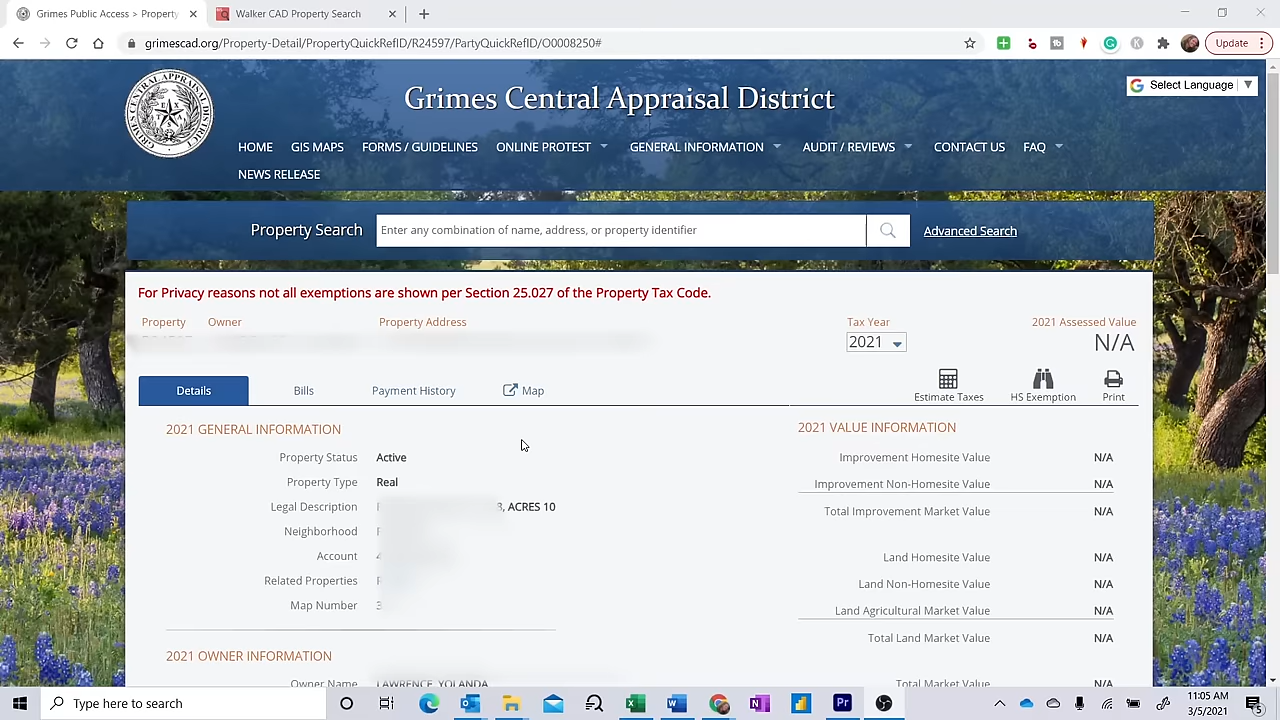 Grimes Public Access > Property
Walker CAD Property Search
grimescad.org/Property-Detail/PropertyQuickRefID/R24597/PartyQuickRefID/O0008250#
Update
Grimes Central Appraisal District
Select Language
HOME GIS MAPS FORMS / GUIDELINES ONLINE PROTEST GENERAL INFORMATION AUDIT / REVIEWS CONTACT US FAQ
NEWS RELEASE
Property Search Enter any combination of name, address, or property identifier Advanced Search
For Privacy reasons not all exemptions are shown per Section 25.027 of the Property Tax Code.
Property Owner Property Address Tax Year 2021 Assessed Value
2021 N/A
Details Bills Payment History Map Estimate Taxes HS Exemption Print
2021 GENERAL INFORMATION
Property Status Active
Property Type Real
Legal Description , ACRES 10
Neighborhood
Account
Related Properties
Map Number
2021 OWNER INFORMATION
Owner Name LAWRENCE, YOLANDA
2021 VALUE INFORMATION
Improvement Homesite Value N/A
Improvement Non-Homesite Value N/A
Total Improvement Market Value N/A
Land Homesite Value N/A
Land Non-Homesite Value N/A
Land Agricultural Market Value N/A
Total Land Market Value N/A
Total Market Value N/A
Type here to search
11:05 AM
3/5/2021